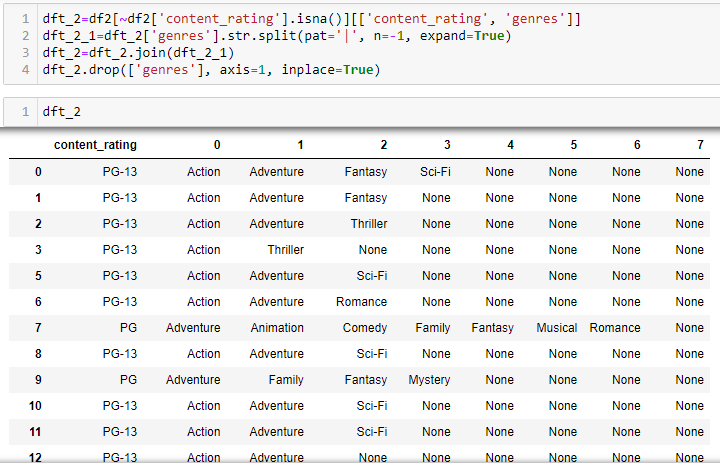 1 dft_2=df2[~df2['content_rating'].isna()][['content_rating', 'genres']]
2 dft_2_1=dft_2['genres'].str.split(pat='|', n=-1, expand=True)
3 dft_2=dft_2.join(dft_2_1)
4 dft_2.drop(['genres'], axis=1, inplace=True)
1 dft_2
content_rating 0 1 2 3 4 5 6 7
0 PG-13 Action Adventure Fantasy Sci-Fi None None None None
1 PG-13 Action Adventure Fantasy None None None None None
2 PG-13 Action Adventure Thriller None None None None None
3 PG-13 Action Thriller None None None None None None
5 PG-13 Action Adventure Sci-Fi None None None None None
6 PG-13 Action Adventure Romance None None None None None
7 PG Adventure Animation Comedy Family Fantasy Musical Romance None
8 PG-13 Action Adventure Sci-Fi None None None None None
9 PG Adventure Family Fantasy Mystery None None None None
10 PG-13 Action Adventure Sci-Fi None None None None None
11 PG-13 Action Adventure Sci-Fi None None None None None
12 PG-13 Action Adventure None None None None None None